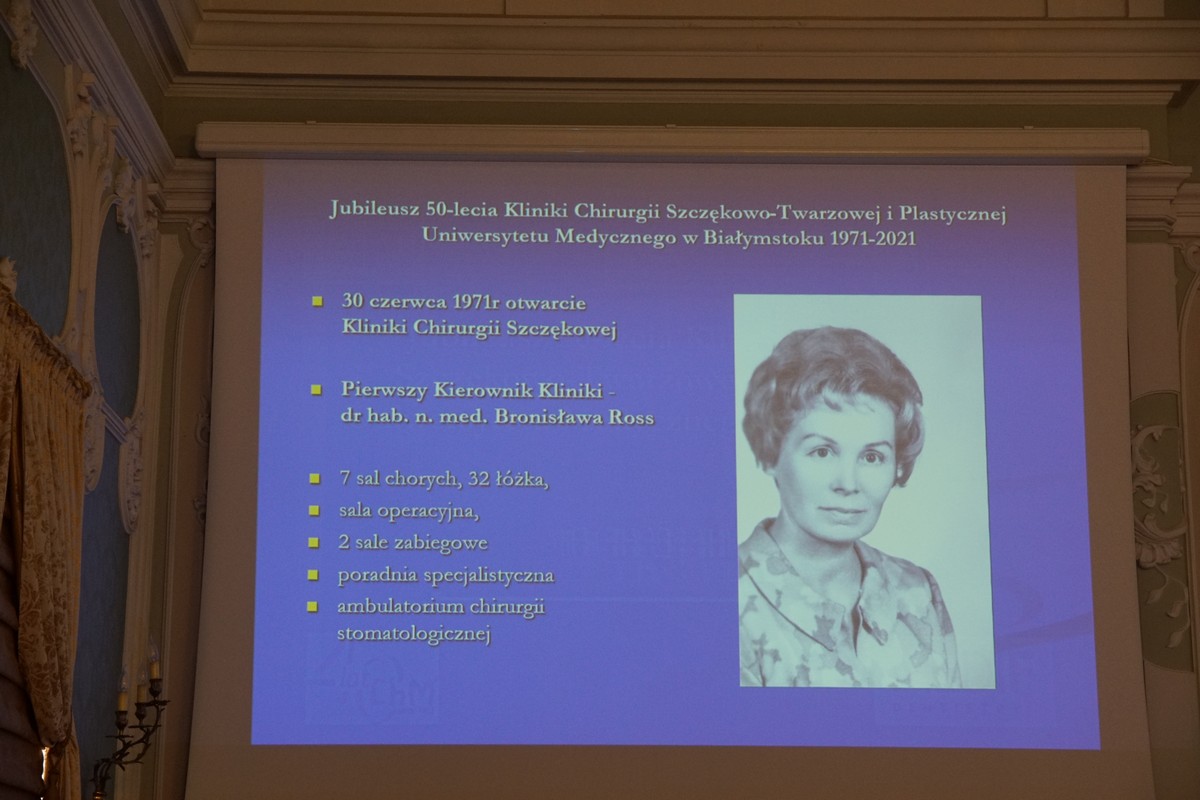 Jubileusz 50-lecia Kliniki Chirurgii Szczękowo-Twarzowej i Plastycznej
Uniwersytetu Medycznego w Białymstoku 1971-2021
30 czerwca 1971r otwarcie
Kliniki Chirurgii Szczękowej
Pierwszy Kierownik Kliniki -
dr hab. n. med. Bronisława Ross
7 sal chorych, 32 łóżka,
sala operacyjna,
2 sale zabiegowe
poradnia specjalistyczna
ambulatorium chirurgii
stomatologicznej